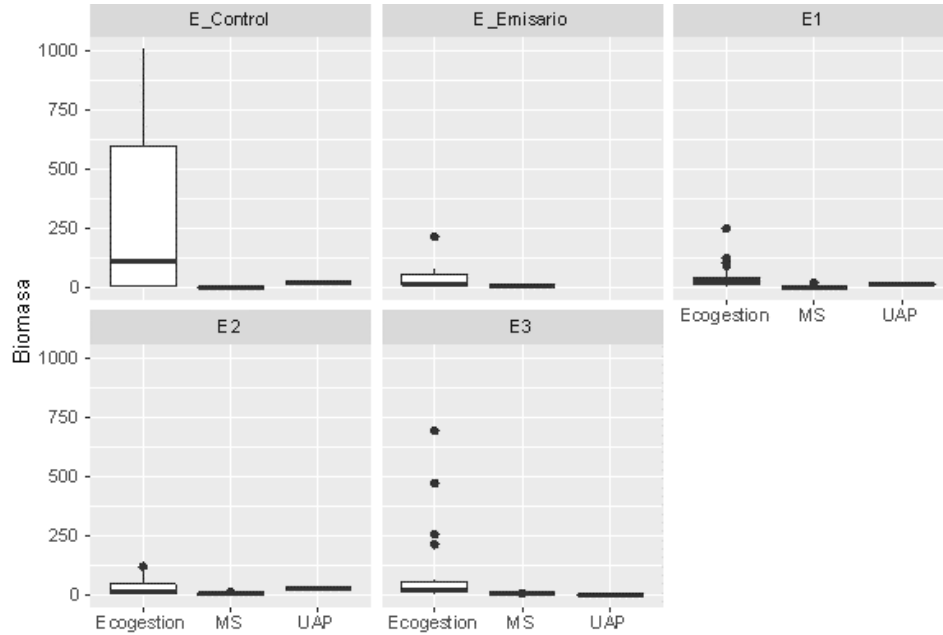 E_Control E_Emisario E1
1000
750
500
250
0
Ecogestion MS UAP
E2 E3
Biomasa
1000
750
500
250
0
Ecogestion MS UAP Ecogestion MS UAP